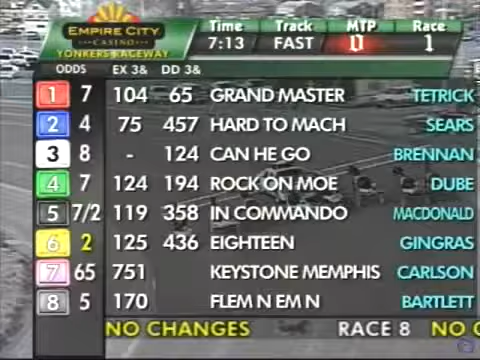 EMPIRE CITY
CASINO
YONKERS RACEWAY
Time Track MTP Race
7:13 FAST 0 1
ODDS EX 3& DD 3&
1 7 104 65 GRAND MASTER TETRICK
2 4 75 457 HARD TO MACH SEARS
3 8 - 124 CAN HE GO BRENNAN
4 7 124 194 ROCK ON MOE DUBE
5 7/2 119 358 IN COMMANDO MACDONALD
6 2 125 436 EIGHTEEN GINGRAS
7 65 751 KEYSTONE MEMPHIS CARLSON
8 5 170 FLEM N EM N BARTLETT
NO CHANGES RACE 8 NO